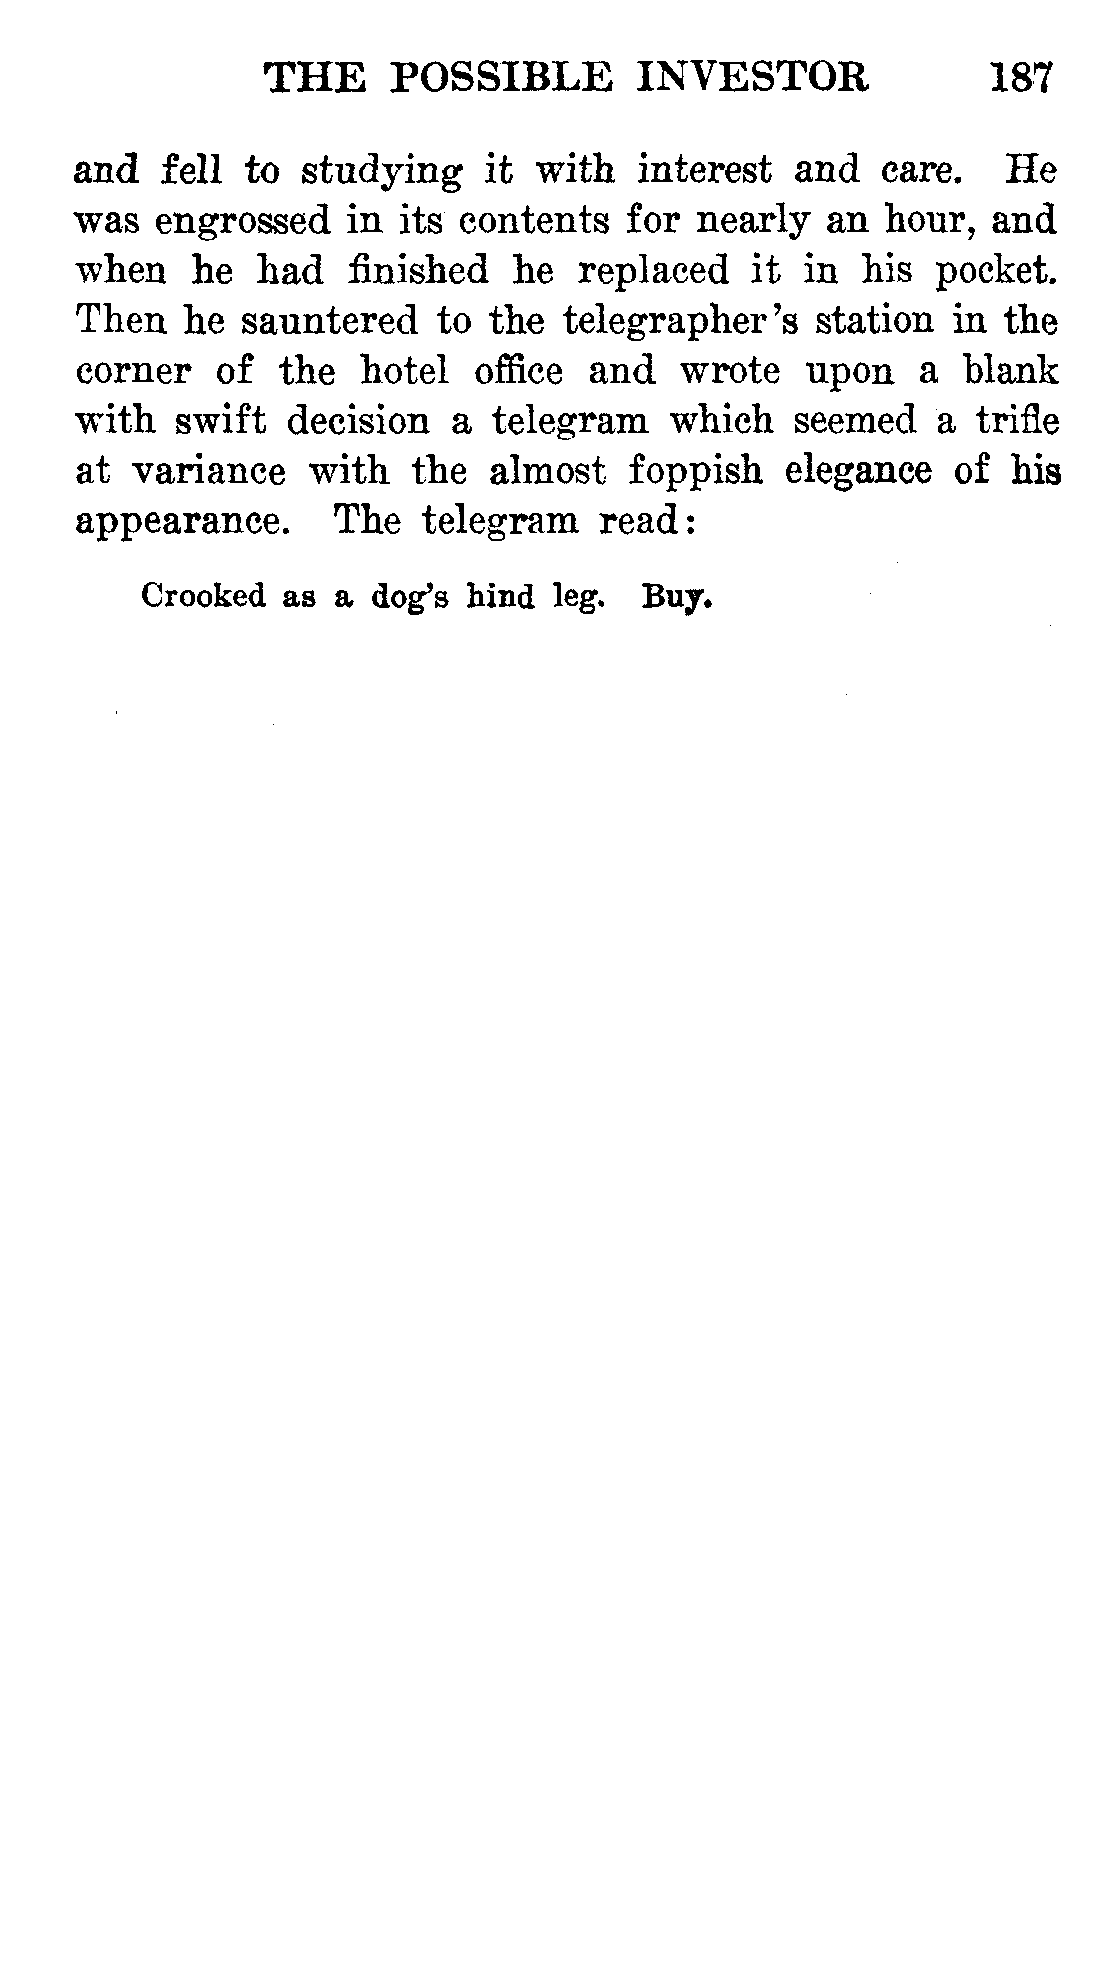 THE POSSIBLE INVESTOR 187
and fell to studying it with interest and care. He
was engrossed in its contents for nearly an hour, and
when he had finished he replaced it in his pocket.
Then he sauntered to the telegrapher's station in the
corner of the hotel office and wrote upon a blank
with swift decision a telegram which seemed a trifle
at variance with the almost foppish elegance of his
appearance. The telegram read:
Crooked as a dog's hind leg. Buy.